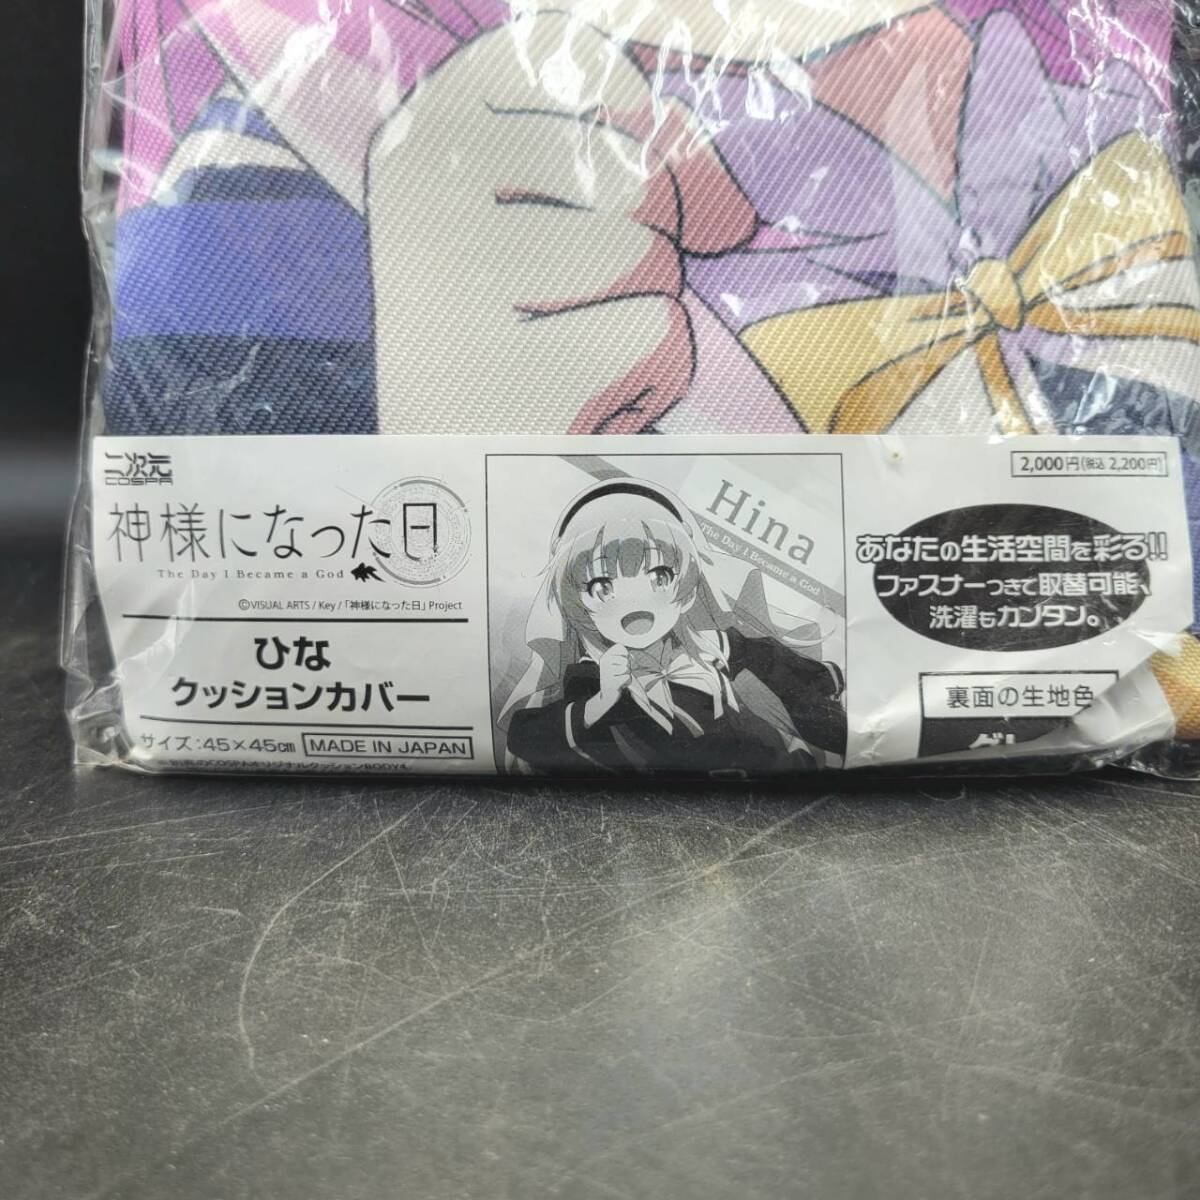 二次元
COSPA
神様になった日
The Day I Became a God
©VISUAL ARTS / Key /「神様になった日」Project
ひな
クッションカバー
サイズ：45×45cm MADE IN JAPAN
Hina
The Day I Became a God
2,000円(税込 2,200円)
あなたの生活空間を彩る!!
ファスナーつきで取替可能、
洗濯もカンタン。
裏面の生地色